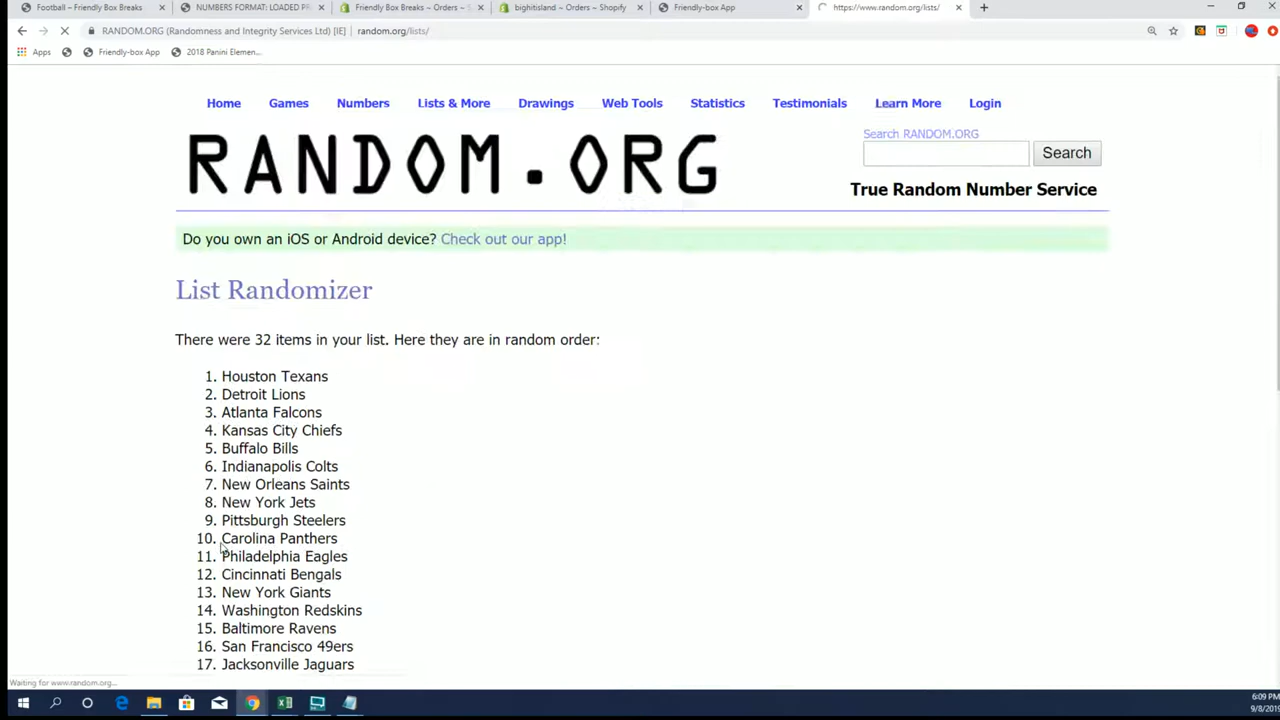 Football ~ Friendly Box Breaks
NUMBERS FORMAT: LOADED PR
Friendly Box Breaks ~ Orders ~ S
bighitisland ~ Orders ~ Shopify
Friendly-box App
https://www.random.org/lists/
RANDOM.ORG (Randomness and Integrity Services Ltd) [IE] | random.org/lists/
Apps
Friendly-box App
2018 Panini Elemen...
Home
Games
Numbers
Lists & More
Drawings
Web Tools
Statistics
Testimonials
Learn More
Login
RANDOM.ORG
Search RANDOM.ORG
Search
True Random Number Service
Do you own an iOS or Android device? Check out our app!
List Randomizer
There were 32 items in your list. Here they are in random order:
1. Houston Texans
2. Detroit Lions
3. Atlanta Falcons
4. Kansas City Chiefs
5. Buffalo Bills
6. Indianapolis Colts
7. New Orleans Saints
8. New York Jets
9. Pittsburgh Steelers
10. Carolina Panthers
11. Philadelphia Eagles
12. Cincinnati Bengals
13. New York Giants
14. Washington Redskins
15. Baltimore Ravens
16. San Francisco 49ers
17. Jacksonville Jaguars
Waiting for www.random.org...
6:09 PM
9/8/2019